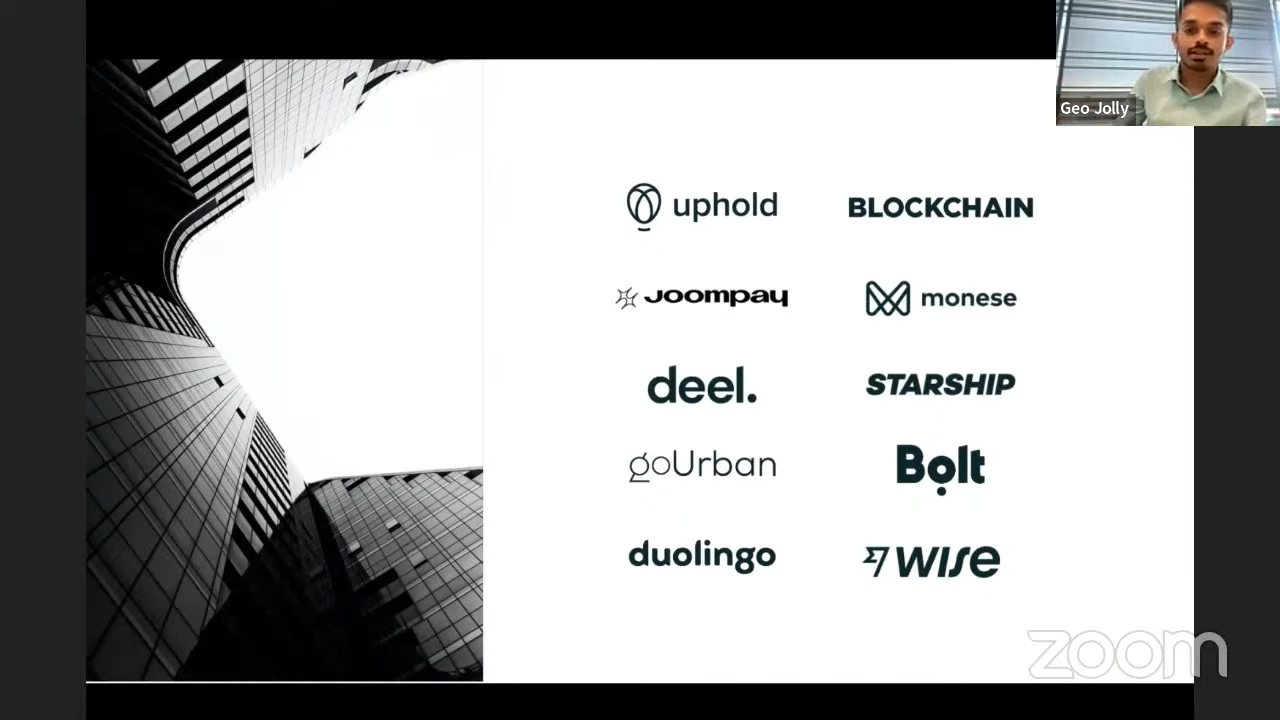 Geo Jolly
uphold
BLOCKCHAIN
Joompay
monese
deel.
STARSHIP
goUrban
Bolt
duolingo
wise
zoom